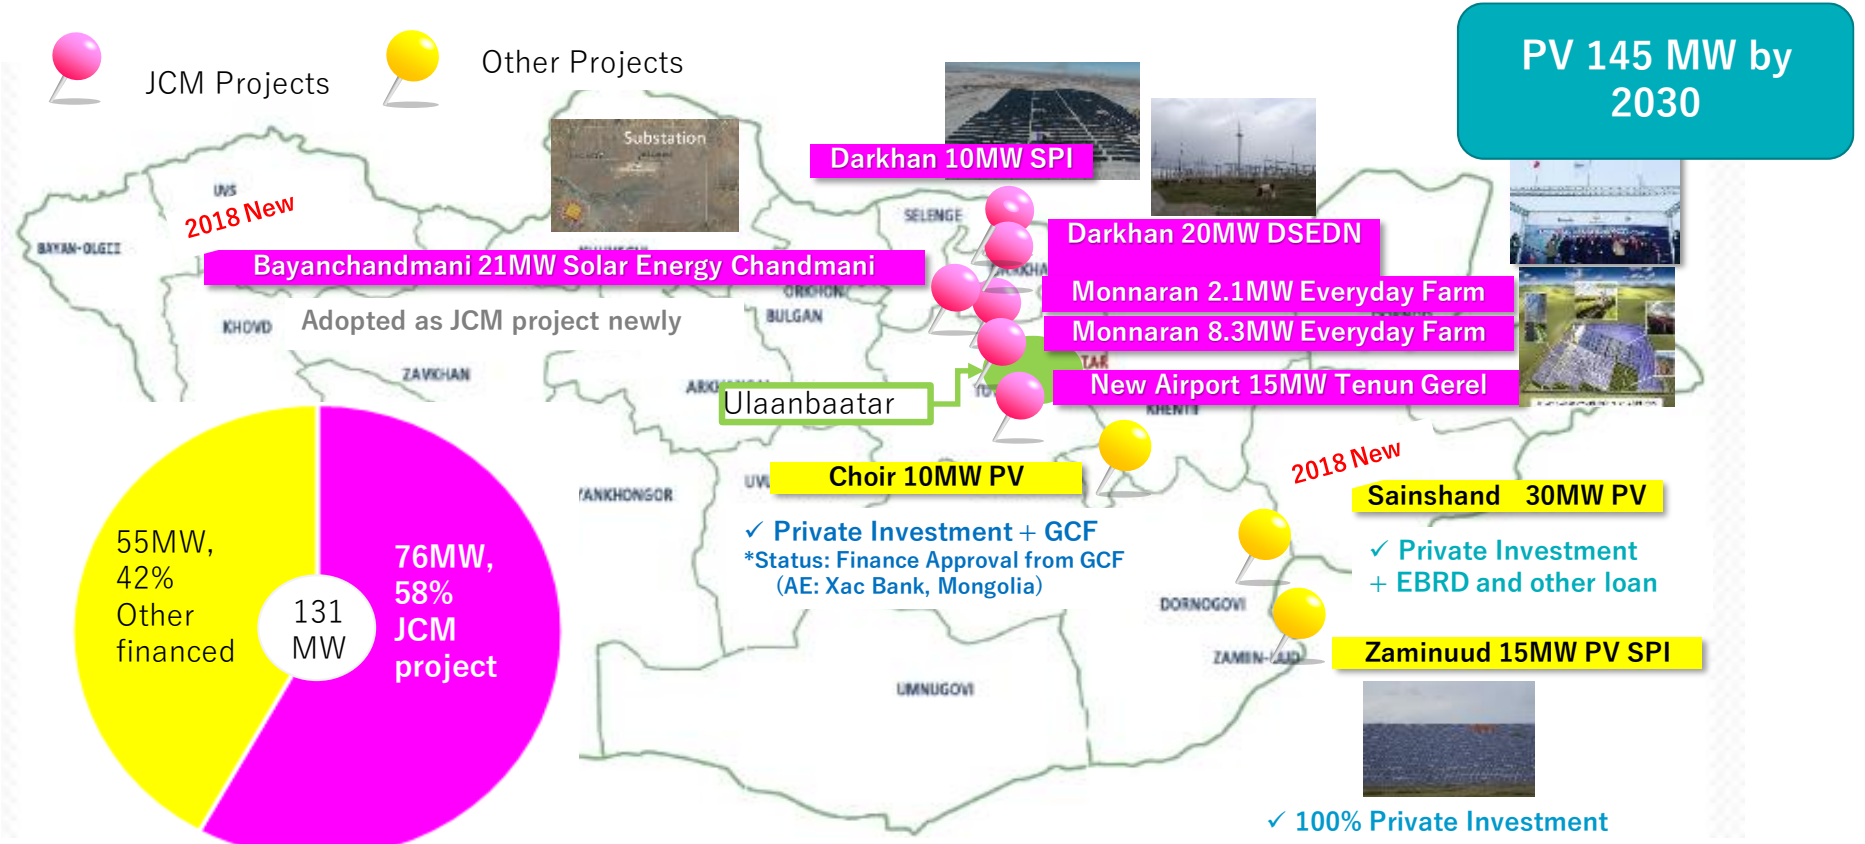 JCM Projects
Other Projects
PV 145 MW by
2030
Substation
Darkhan 10MW SPI
UVS
2018 New
SELENGE
BAYAN-OLGII
Darkhan 20MW DSEDN
Bayanchandmani 21MW Solar Energy Chandmani
ORKHON
Monnaran 2.1MW Everyday Farm
KHOVD
Adopted as JCM project newly
BULGAN
Monnaran 8.3MW Everyday Farm
TAR
ZAVKHAN
New Airport 15MW Tenun Gerel
Ulaanbaatar
KHENTII
2018 New
Choir 10MW PV
YANKHONGOR
Sainshand 30MW PV
✓ Private Investment + GCF
*Status: Finance Approval from GCF
(AE: Xac Bank, Mongolia)
✓ Private Investment
+ EBRD and other loan
55MW,
42%
Other
financed
76MW,
58%
JCM
project
131
MW
DORNOGOVI
ZAMIIN-UUD
Zaminuud 15MW PV SPI
UMNUGOVI
✓ 100% Private Investment